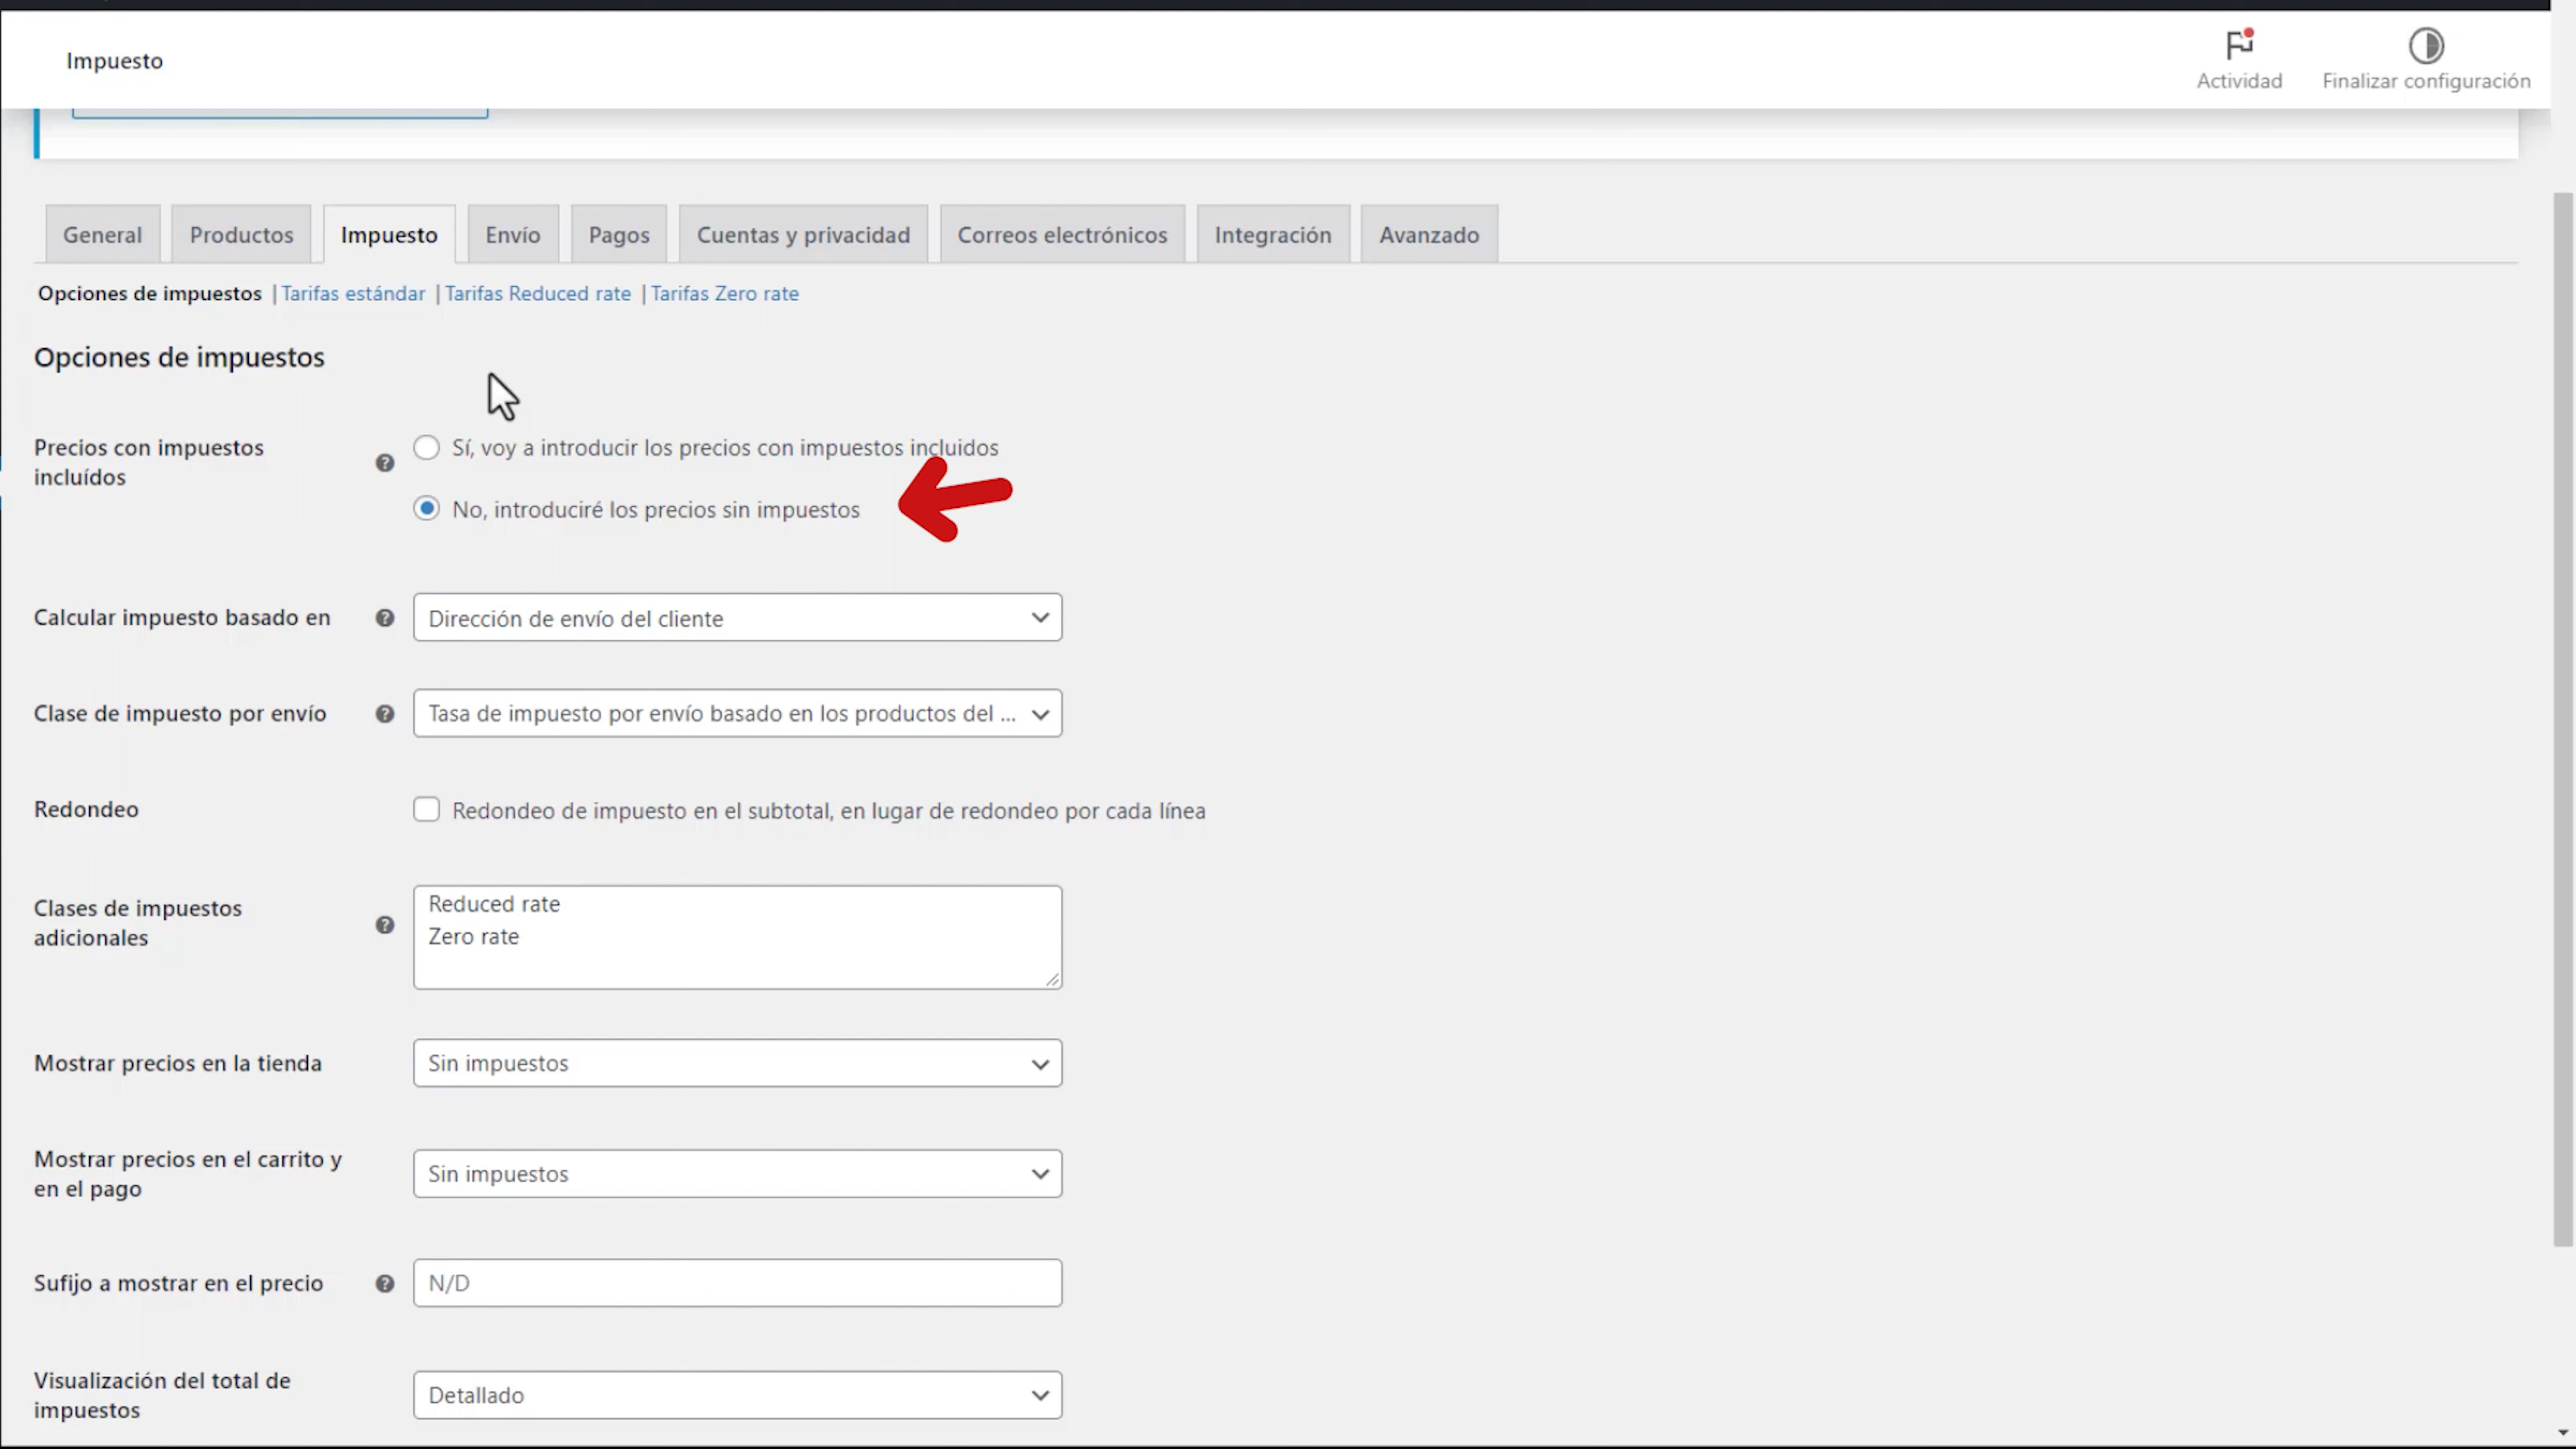 Impuesto
Actividad
Finalizar configuración
General
Productos
Impuesto
Envío
Pagos
Cuentas y privacidad
Correos electrónicos
Integración
Avanzado
Opciones de impuestos | Tarifas estándar | Tarifas Reduced rate | Tarifas Zero rate
Opciones de impuestos
Precios con impuestos
incluídos
Sí, voy a introducir los precios con impuestos incluidos
No, introduciré los precios sin impuestos
Calcular impuesto basado en
Dirección de envío del cliente
Clase de impuesto por envío
Tasa de impuesto por envío basado en los productos del ...
Redondeo
Redondeo de impuesto en el subtotal, en lugar de redondeo por cada línea
Clases de impuestos
adicionales
Reduced rate
Zero rate
Mostrar precios en la tienda
Sin impuestos
Mostrar precios en el carrito y
en el pago
Sin impuestos
Sufijo a mostrar en el precio
N/D
Visualización del total de
impuestos
Detallado